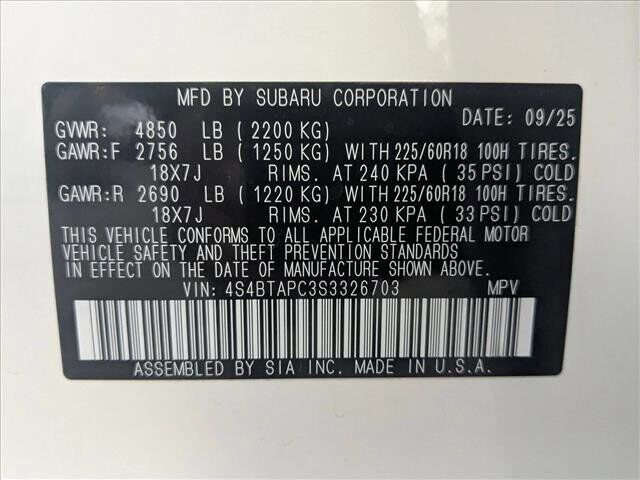 MFD BY SUBARU CORPORATION
DATE: 09/25
GVWR: 4850 LB (2200 KG)
GAWR:F 2756 LB (1250 KG) WITH 225/60R18 100H TIRES.
18X7J RIMS. AT 240 KPA (35 PSI) COLD
GAWR:R 2690 LB (1220 KG) WITH 225/60R18 100H TIRES.
18X7J RIMS. AT 230 KPA (33 PSI) COLD
THIS VEHICLE CONFORMS TO ALL APPLICABLE FEDERAL MOTOR
VEHICLE SAFETY AND THEFT PREVENTION STANDARDS
IN EFFECT ON THE DATE OF MANUFACTURE SHOWN ABOVE.
VIN: 4S4BTAPC3S3326703 MPV
ASSEMBLED BY SIA INC. MADE IN U.S.A.